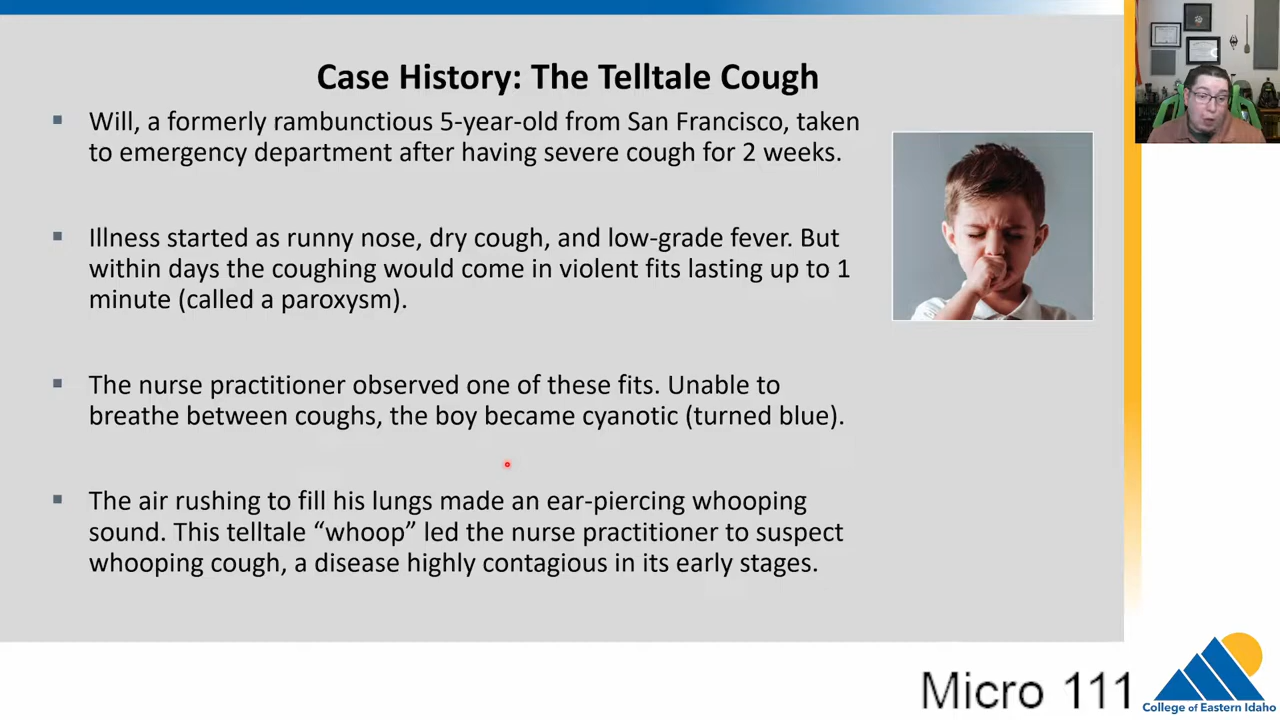 Case History: The Telltale Cough
▪ Will, a formerly rambunctious 5-year-old from San Francisco, taken
to emergency department after having severe cough for 2 weeks.
▪ Illness started as runny nose, dry cough, and low-grade fever. But
within days the coughing would come in violent fits lasting up to 1
minute (called a paroxysm).
▪ The nurse practitioner observed one of these fits. Unable to
breathe between coughs, the boy became cyanotic (turned blue).
▪ The air rushing to fill his lungs made an ear-piercing whooping
sound. This telltale “whoop” led the nurse practitioner to suspect
whooping cough, a disease highly contagious in its early stages.
Micro 111
College of Eastern Idaho